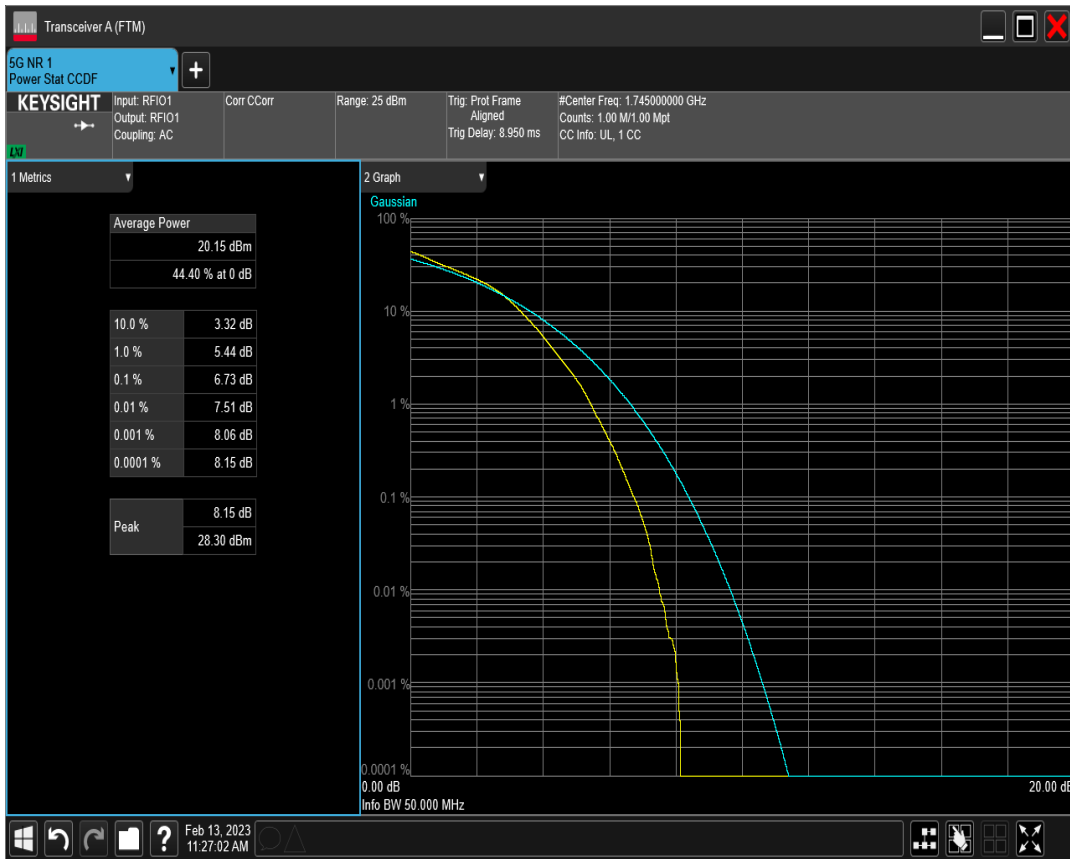 Transceiver A (FTM)
5G NR 1
Power Stat CCDF
+
KEYSIGHT
LXI
Input: RFIO1
Output: RFIO1
Coupling: AC
Corr CCorr
Range: 25 dBm
Trig: Prot Frame
Aligned
Trig Delay: 8.950 ms
#Center Freq: 1.745000000 GHz
Counts: 1.00 M/1.00 Mpt
CC Info: UL, 1 CC
1 Metrics
Average Power
20.15 dBm
44.40 % at 0 dB
10.0 % 3.32 dB
1.0 % 5.44 dB
0.1 % 6.73 dB
0.01 % 7.51 dB
0.001 % 8.06 dB
0.0001 % 8.15 dB
Peak
8.15 dB
28.30 dBm
2 Graph
Gaussian
100 %
10 %
1 %
0.1 %
0.01 %
0.001 %
0.0001 %
0.00 dB
20.00 dB
Info BW 50.000 MHz
?
Feb 13, 2023
11:27:02 AM